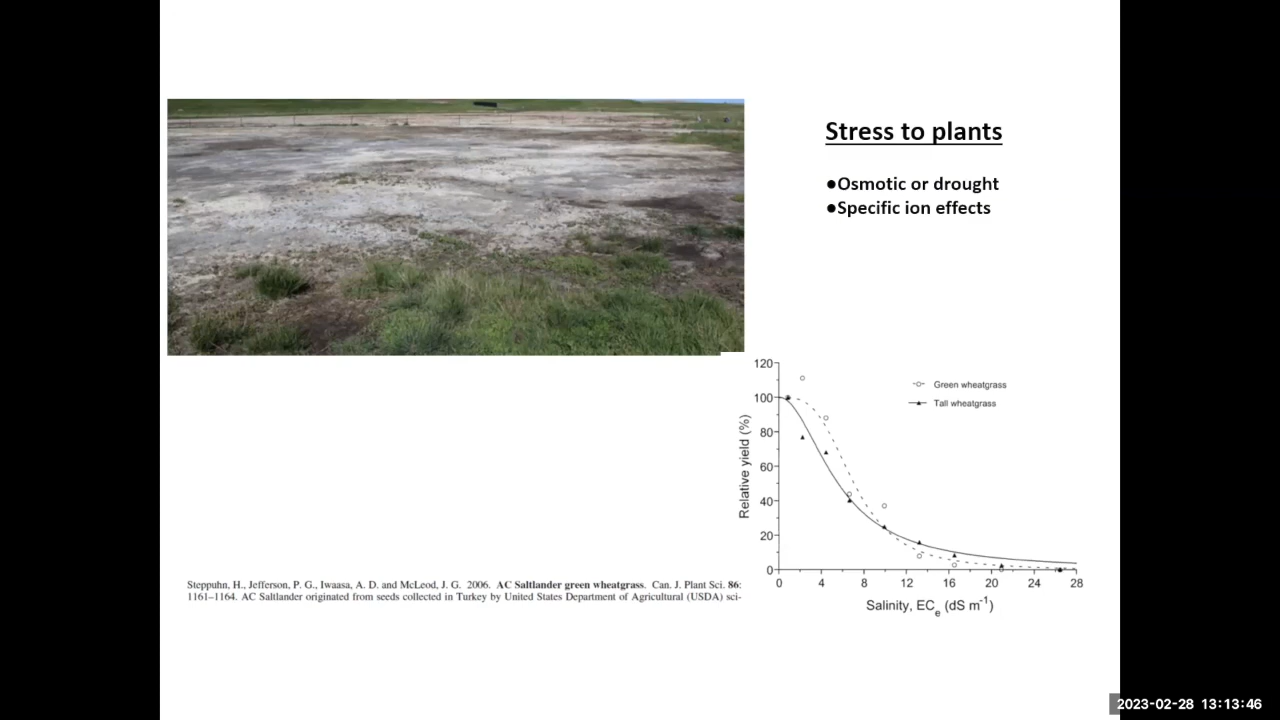 Stress to plants
●Osmotic or drought
●Specific ion effects
120
100
80
60
40
20
0
Relative yield (%)
Green wheatgrass
Tall wheatgrass
0 4 8 12 16 20 24 28
Salinity, ECe (dS m-1)
Steppuhn, H., Jefferson, P. G., Iwaasa, A. D. and McLeod, J. G. 2006. AC Saltlander green wheatgrass. Can. J. Plant Sci. 86:
1161–1164. AC Saltlander originated from seeds collected in Turkey by United States Department of Agricultural (USDA) sci-
2023-02-28 13:13:46